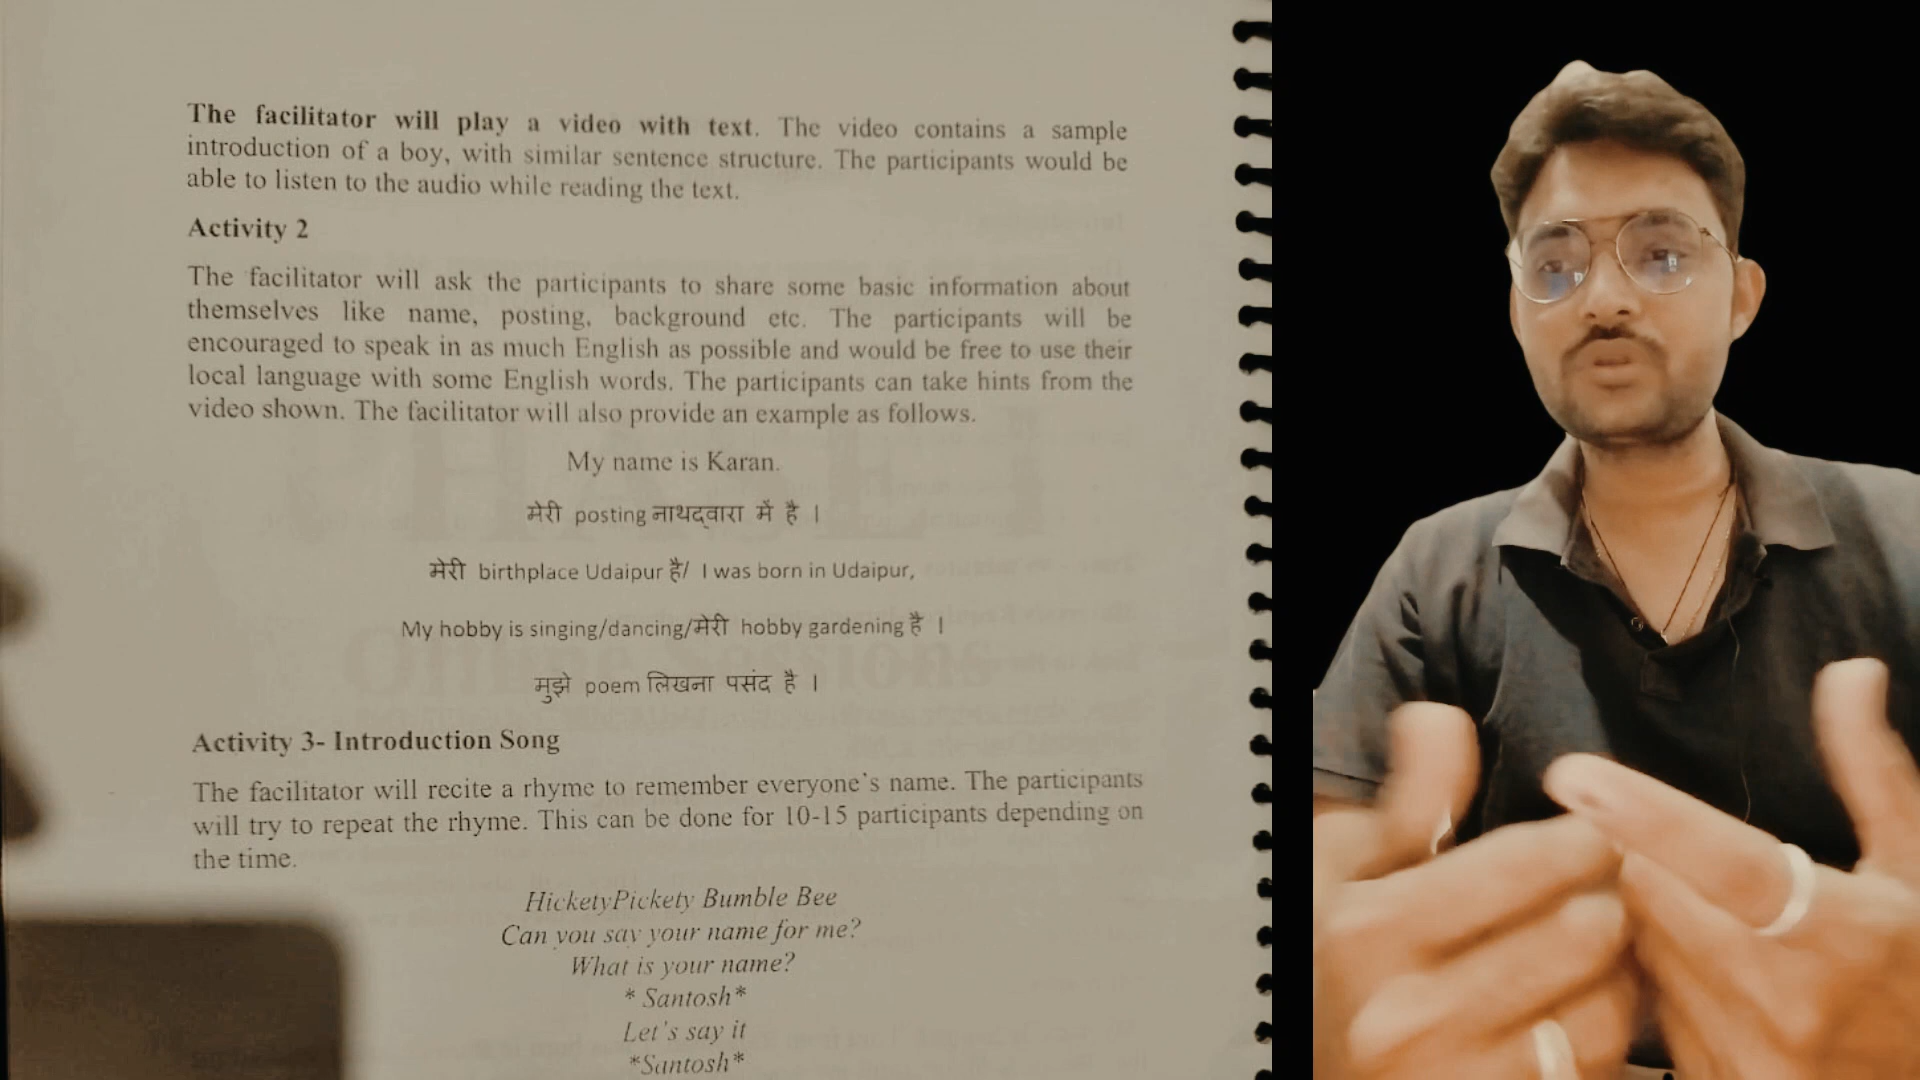 The facilitator will play a video with text. The video contains a sample
introduction of a boy, with similar sentence structure. The participants would be
able to listen to the audio while reading the text.
Activity 2
The facilitator will ask the participants to share some basic information about
themselves like name, posting, background etc. The participants will be
encouraged to speak in as much English as possible and would be free to use their
local language with some English words. The participants can take hints from the
video shown. The facilitator will also provide an example as follows.
My name is Karan.
मेरी posting नाथद्वारा में है ।
मेरी birthplace Udaipur है/ I was born in Udaipur,
My hobby is singing/dancing/मेरी hobby gardening है ।
मुझे poem लिखना पसंद है ।
Activity 3- Introduction Song
The facilitator will recite a rhyme to remember everyone's name. The participants
will try to repeat the rhyme. This can be done for 10-15 participants depending on
the time.
HicketyPickety Bumble Bee
Can you say your name for me?
What is your name?
* Santosh*
Let's say it
*Santosh*